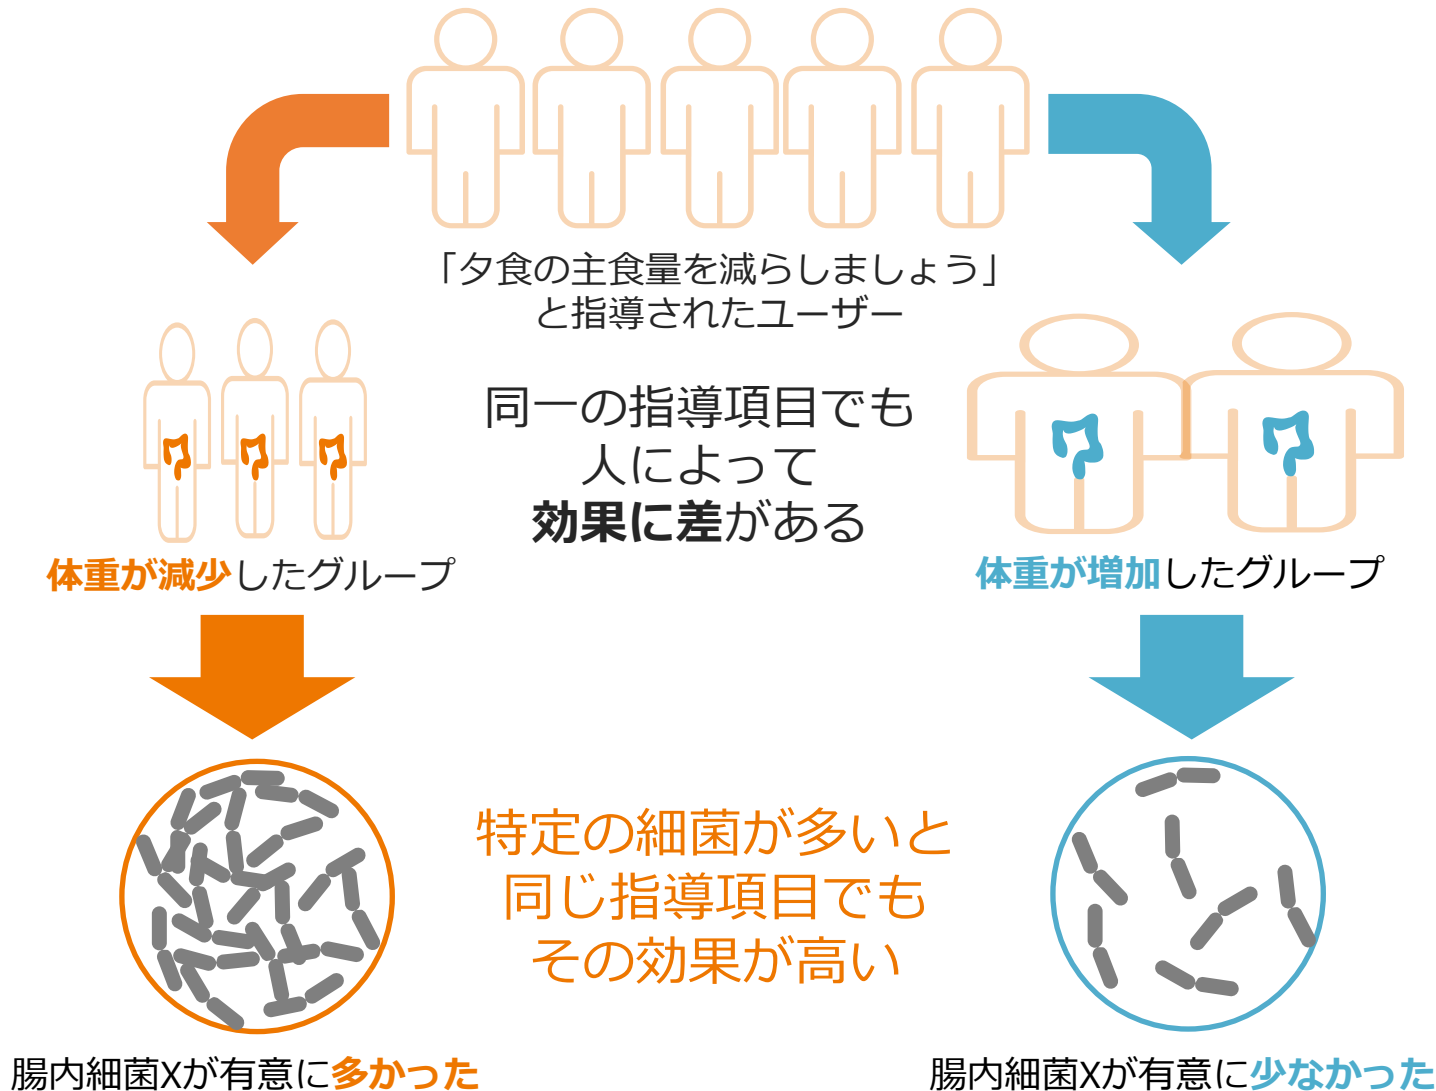 「夕食の主食量を減らしましょう」
と指導されたユーザー
同一の指導項目でも
人によって
効果に差がある
体重が減少したグループ
体重が増加したグループ
特定の細菌が多いと
同じ指導項目でも
その効果が高い
腸内細菌Xが有意に多かった
腸内細菌Xが有意に少なかった